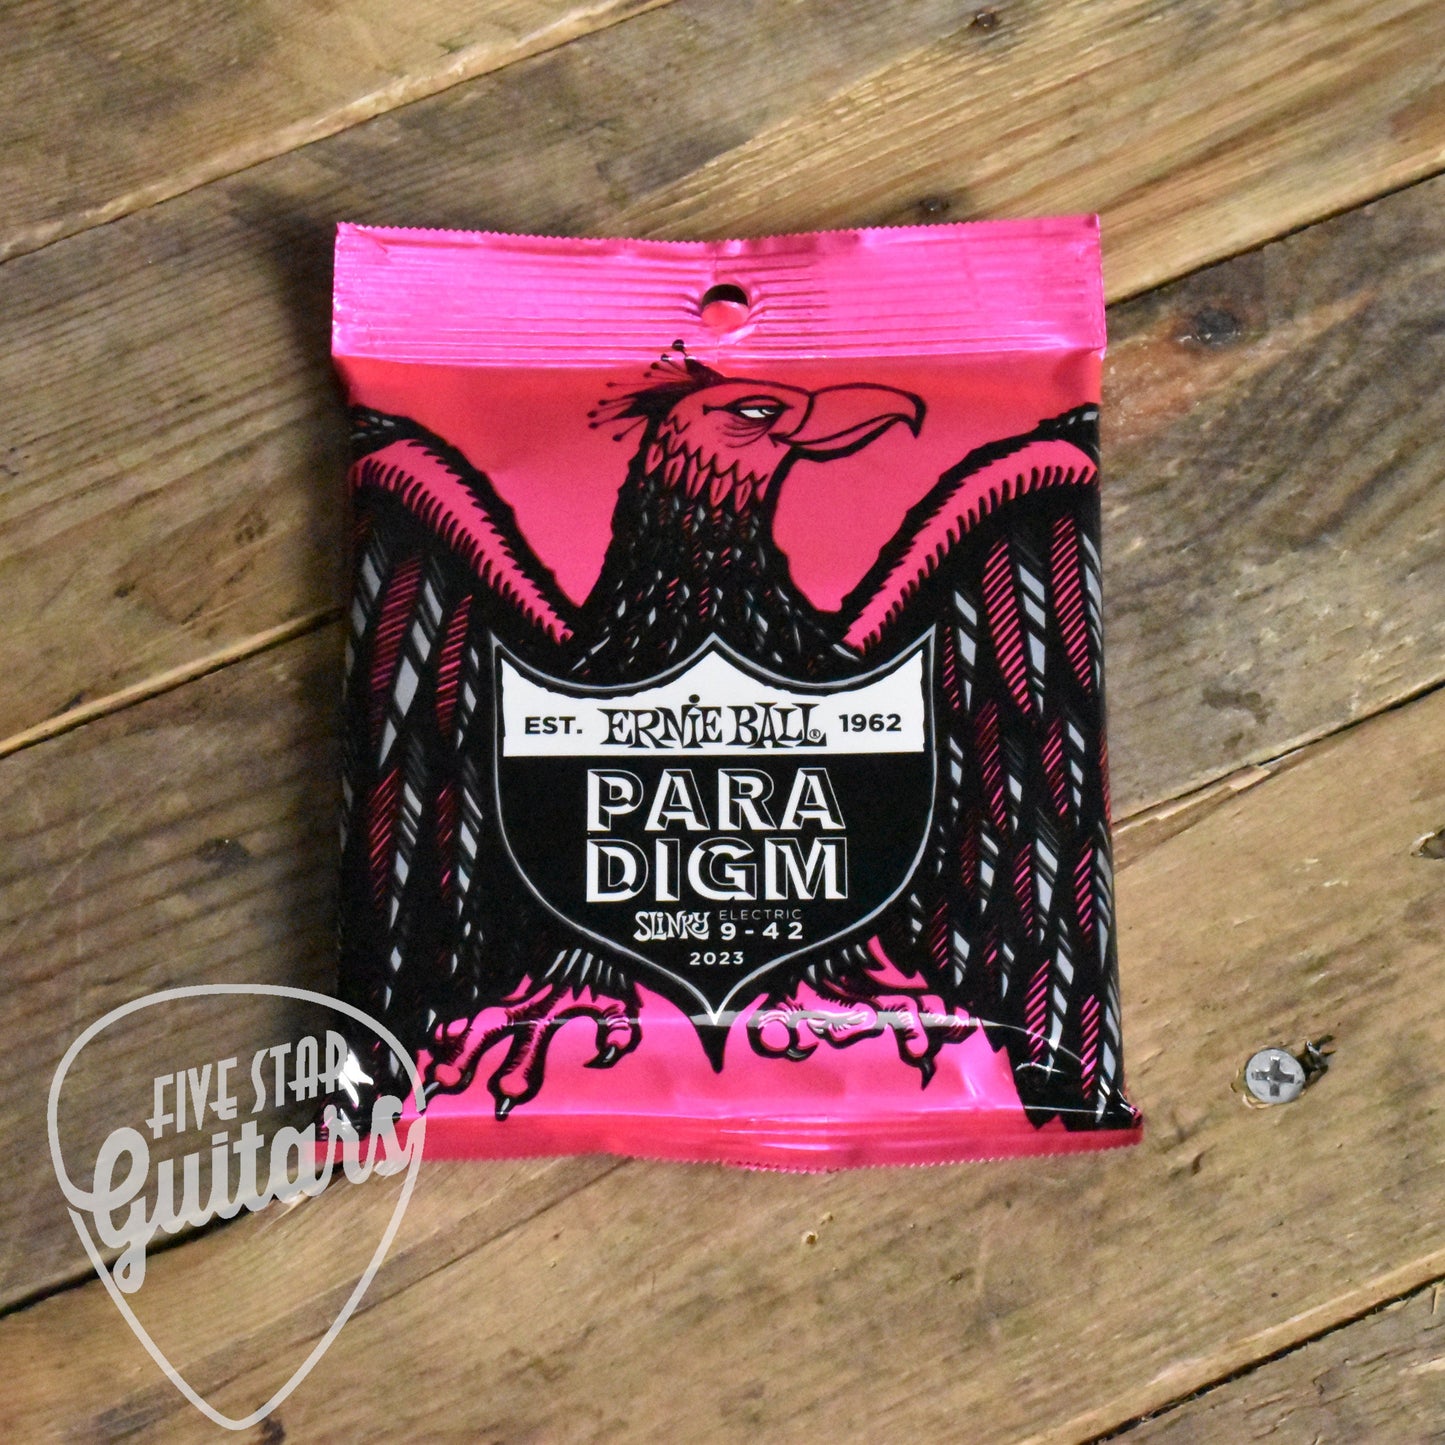 EST. ERNIE BALL® 1962
PARA
DIGM
SLINKY ELECTRIC 9-42
2023
FIVE STAR
Guitars